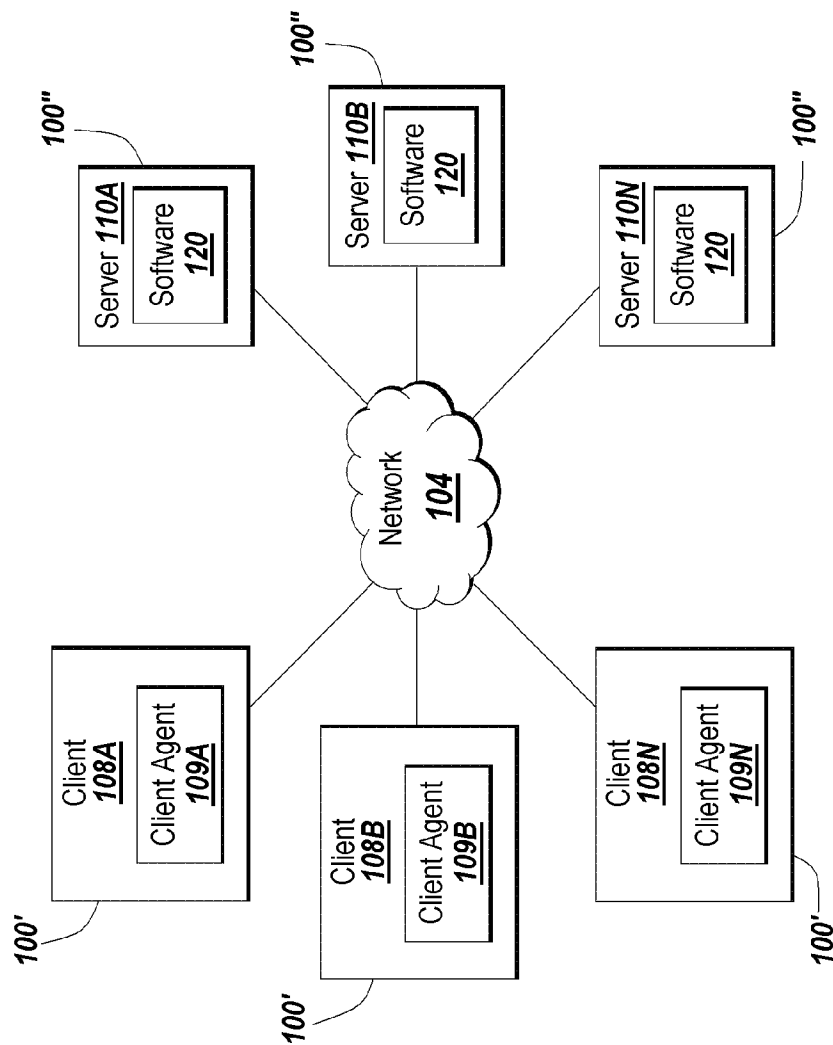 100'
Client
108A
Client Agent
109A
100'
Client
108B
Client Agent
109B
100'
Client
108N
Client Agent
109N
Network
104
100"
Server 110A
Software
120
100"
Server 110B
Software
120
100"
Server 110N
Software
120